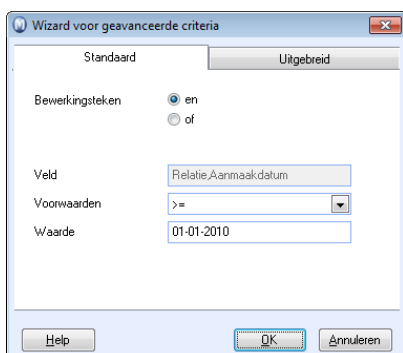 Wizard voor geavanceerde criteria
Standaard Uitgebreid
Bewerkingsteken en
of
Veld Relatie,Aanmaakdatum
Voorwaarden >=
Waarde 01-01-2010
Help OK Annuleren